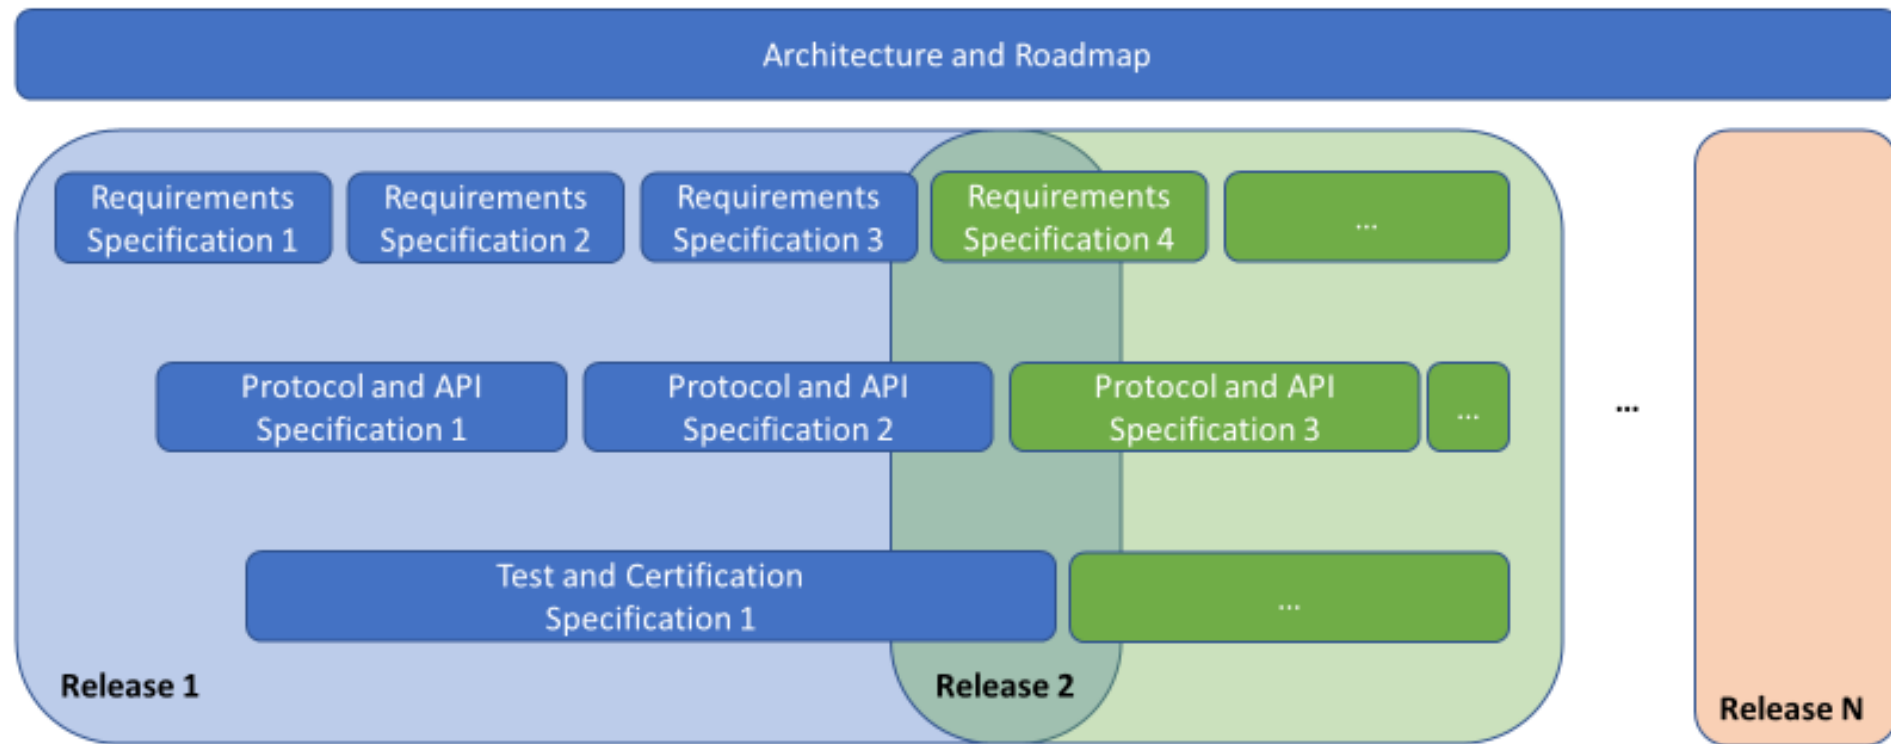 Architecture and Roadmap
Requirements
Specification 1
Requirements
Specification 2
Requirements
Specification 3
Requirements
Specification 4
...
Protocol and API
Specification 1
Protocol and API
Specification 2
Protocol and API
Specification 3
...
...
Test and Certification
Specification 1
...
Release 1
Release 2
Release N